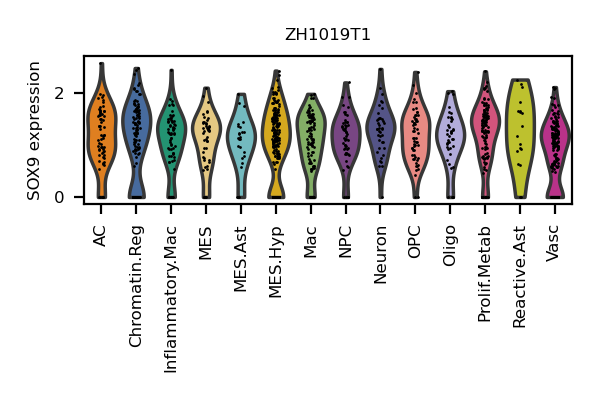 ZH1019T1
SOX9 expression
2
0
AC
Chromatin.Reg
Inflammatory.Mac
MES
MES.Ast
MES.Hyp
Mac
NPC
Neuron
OPC
Oligo
Prolif.Metab
Reactive.Ast
Vasc